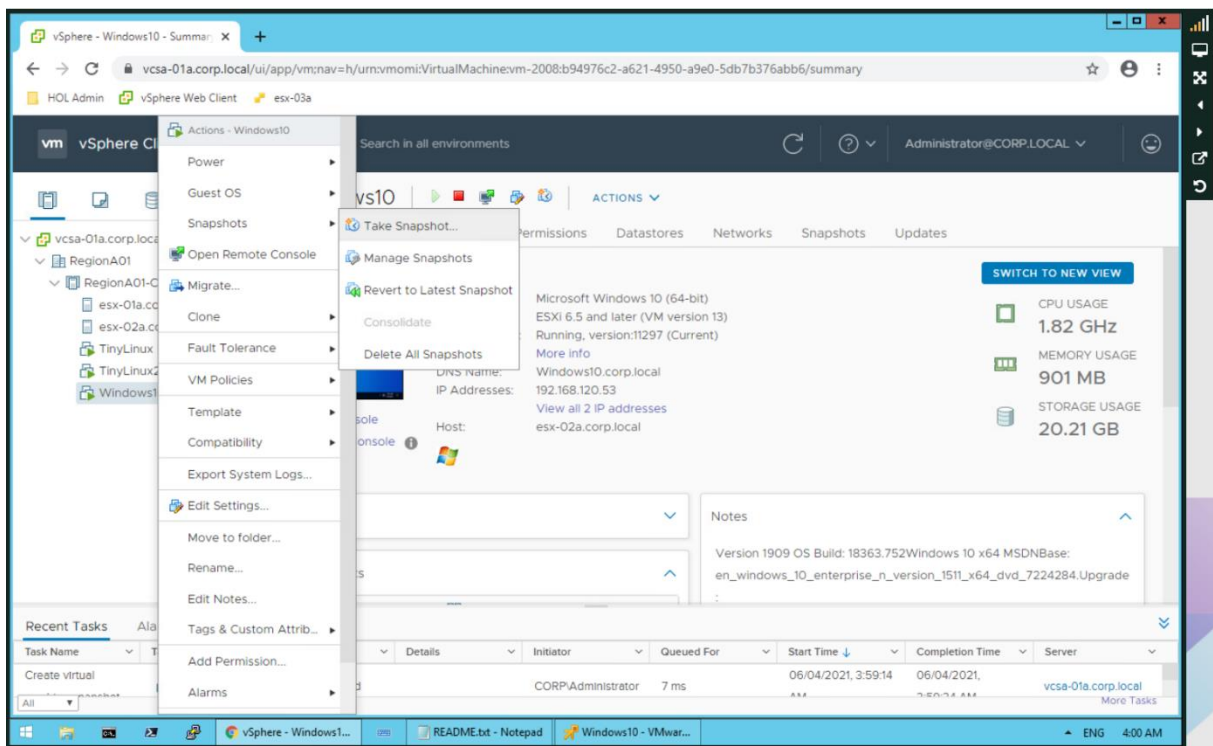 vSphere - Windows10 - Summar
vcsa-01a.corp.local/ui/app/vm;nav=h/urn:vmomi:VirtualMachine:vm-2008:b94976c2-a621-4950-a9e0-5db7b376abb6/summary
HOL Admin vSphere Web Client esx-03a
vm vSphere Cl
Search in all environments
Administrator@CORP.LOCAL
Actions - Windows10
Power
Guest OS
Snapshots
Open Remote Console
Migrate...
Clone
Fault Tolerance
VM Policies
Template
Compatibility
Export System Logs...
Edit Settings...
Move to folder...
Rename...
Edit Notes...
Tags & Custom Attrib...
Add Permission...
Alarms
Take Snapshot...
Manage Snapshots
Revert to Latest Snapshot
Consolidate
Delete All Snapshots
vcsa-01a.corp.loca
RegionA01
RegionA01-C
esx-01a.co
esx-02a.co
TinyLinux
TinyLinux2
Windows1
ws10
ACTIONS
Permissions Datastores Networks Snapshots Updates
SWITCH TO NEW VIEW
Microsoft Windows 10 (64-bit)
ESXi 6.5 and later (VM version 13)
Running, version:11297 (Current)
More info
DNS Name: Windows10.corp.local
IP Addresses: 192.168.120.53
View all 2 IP addresses
Host: esx-02a.corp.local
sole
onsole
CPU USAGE
1.82 GHz
MEMORY USAGE
901 MB
STORAGE USAGE
20.21 GB
Notes
Version 1909 OS Build: 18363.752Windows 10 x64 MSDNBase:
en_windows_10_enterprise_n_version_1511_x64_dvd_7224284.Upgrade
:
s
Recent Tasks Ala
Task Name T Details Initiator Queued For Start Time Completion Time Server
Create virtual
d CORP\Administrator 7 ms 06/04/2021, 3:59:14 06/04/2021, vcsa-01a.corp.local
All
More Tasks
vSphere - Windows1... README.txt - Notepad Windows10 - VMwar... ENG 4:00 AM